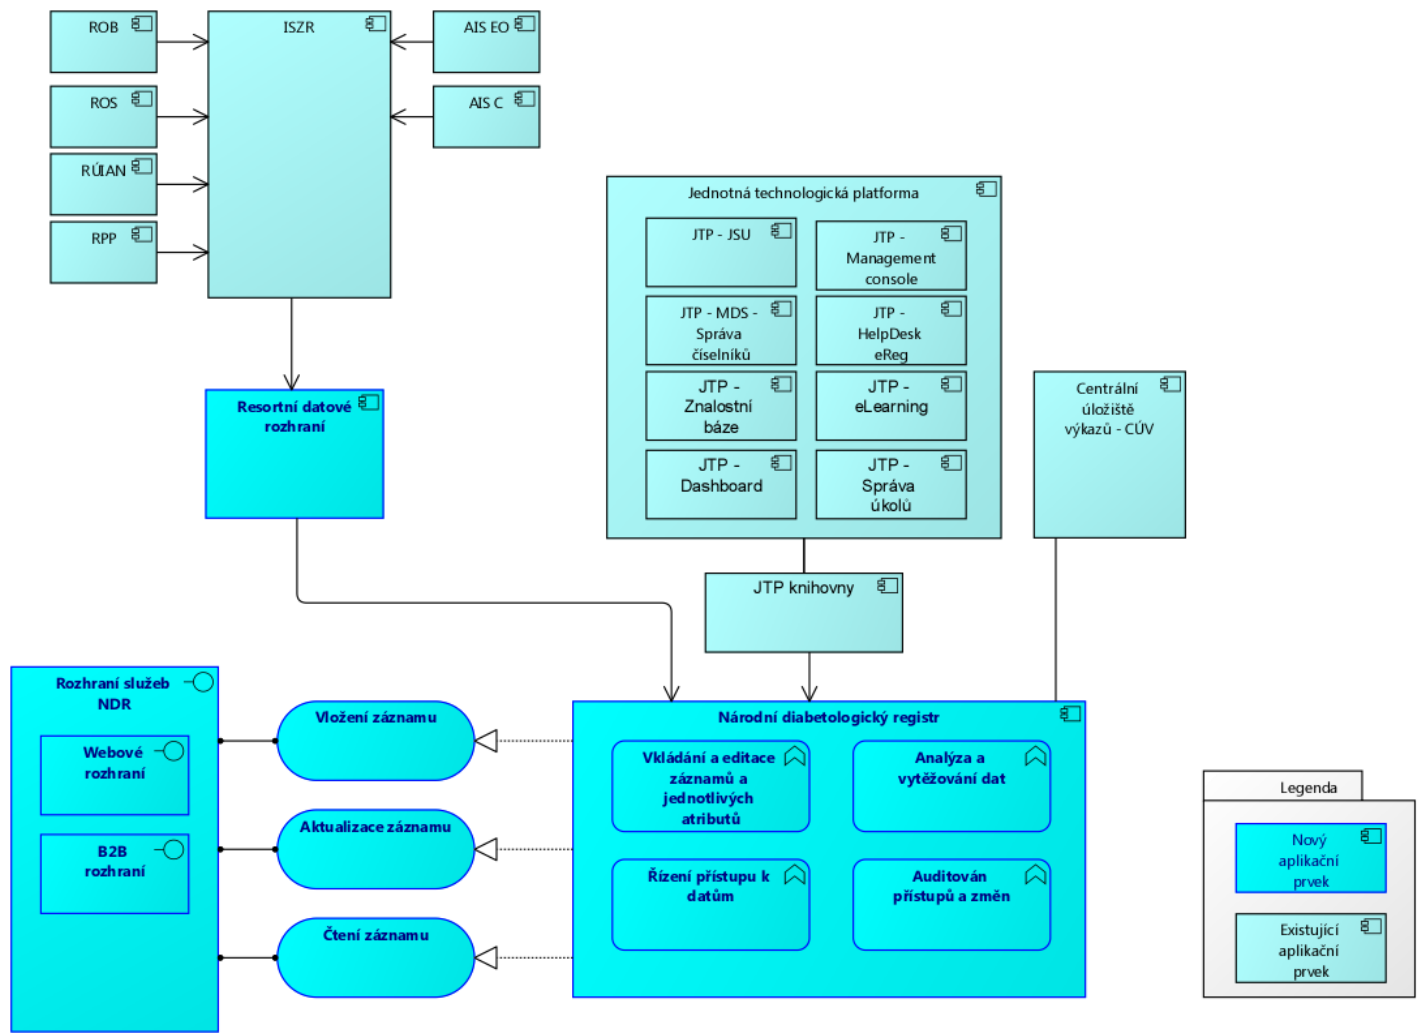 ROB
ISZR
AIS EO
ROS
AIS C
RÚIAN
RPP
Jednotná technologická platforma
JTP - JSU
JTP -
Management
console
JTP - MDS -
Správa
číselníků
JTP -
HelpDesk
eReg
JTP -
Znalostní
báze
JTP -
eLearning
JTP -
Dashboard
JTP -
Správa
úkolů
Centrální
úložiště
výkazů - CÚV
Resortní datové
rozhraní
JTP knihovny
Rozhraní služeb
NDR
Webové
rozhraní
B2B
rozhraní
Vložení záznamu
Aktualizace záznamu
Čtení záznamu
Národní diabetologický registr
Vkládání a editace
záznamů a
jednotlivých
atributů
Analýza a
vytěžování dat
Řízení přístupu k
datům
Auditován
přístupů a změn
Legenda
Nový
aplikační
prvek
Existující
aplikační
prvek